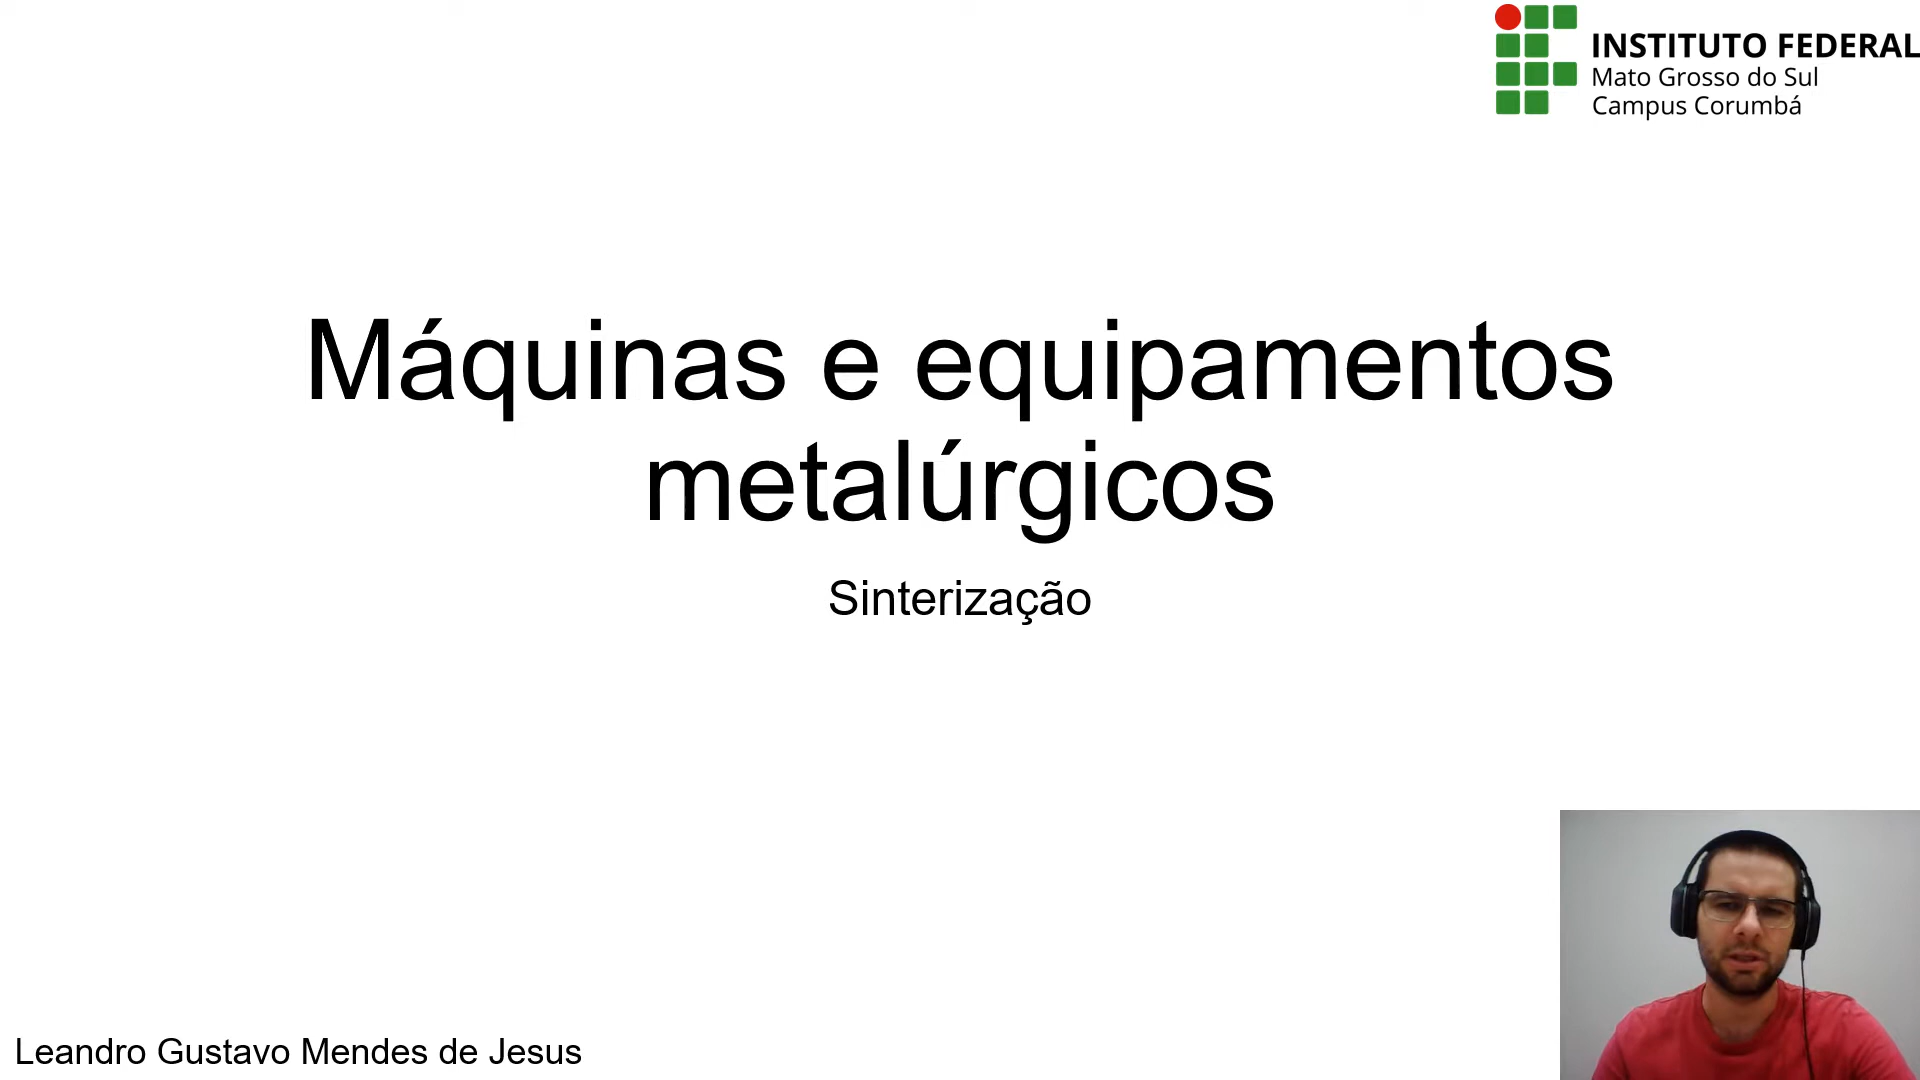 INSTITUTO FEDERAL
Mato Grosso do Sul
Campus Corumbá
Máquinas e equipamentos
metalúrgicos
Sinterização
Leandro Gustavo Mendes de Jesus